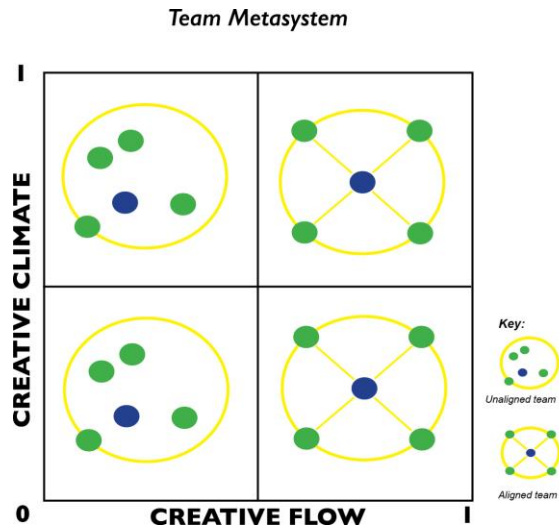 Team Metasystem
1
CREATIVE CLIMATE
0
CREATIVE FLOW
1
Key:
Unaligned team
Aligned team